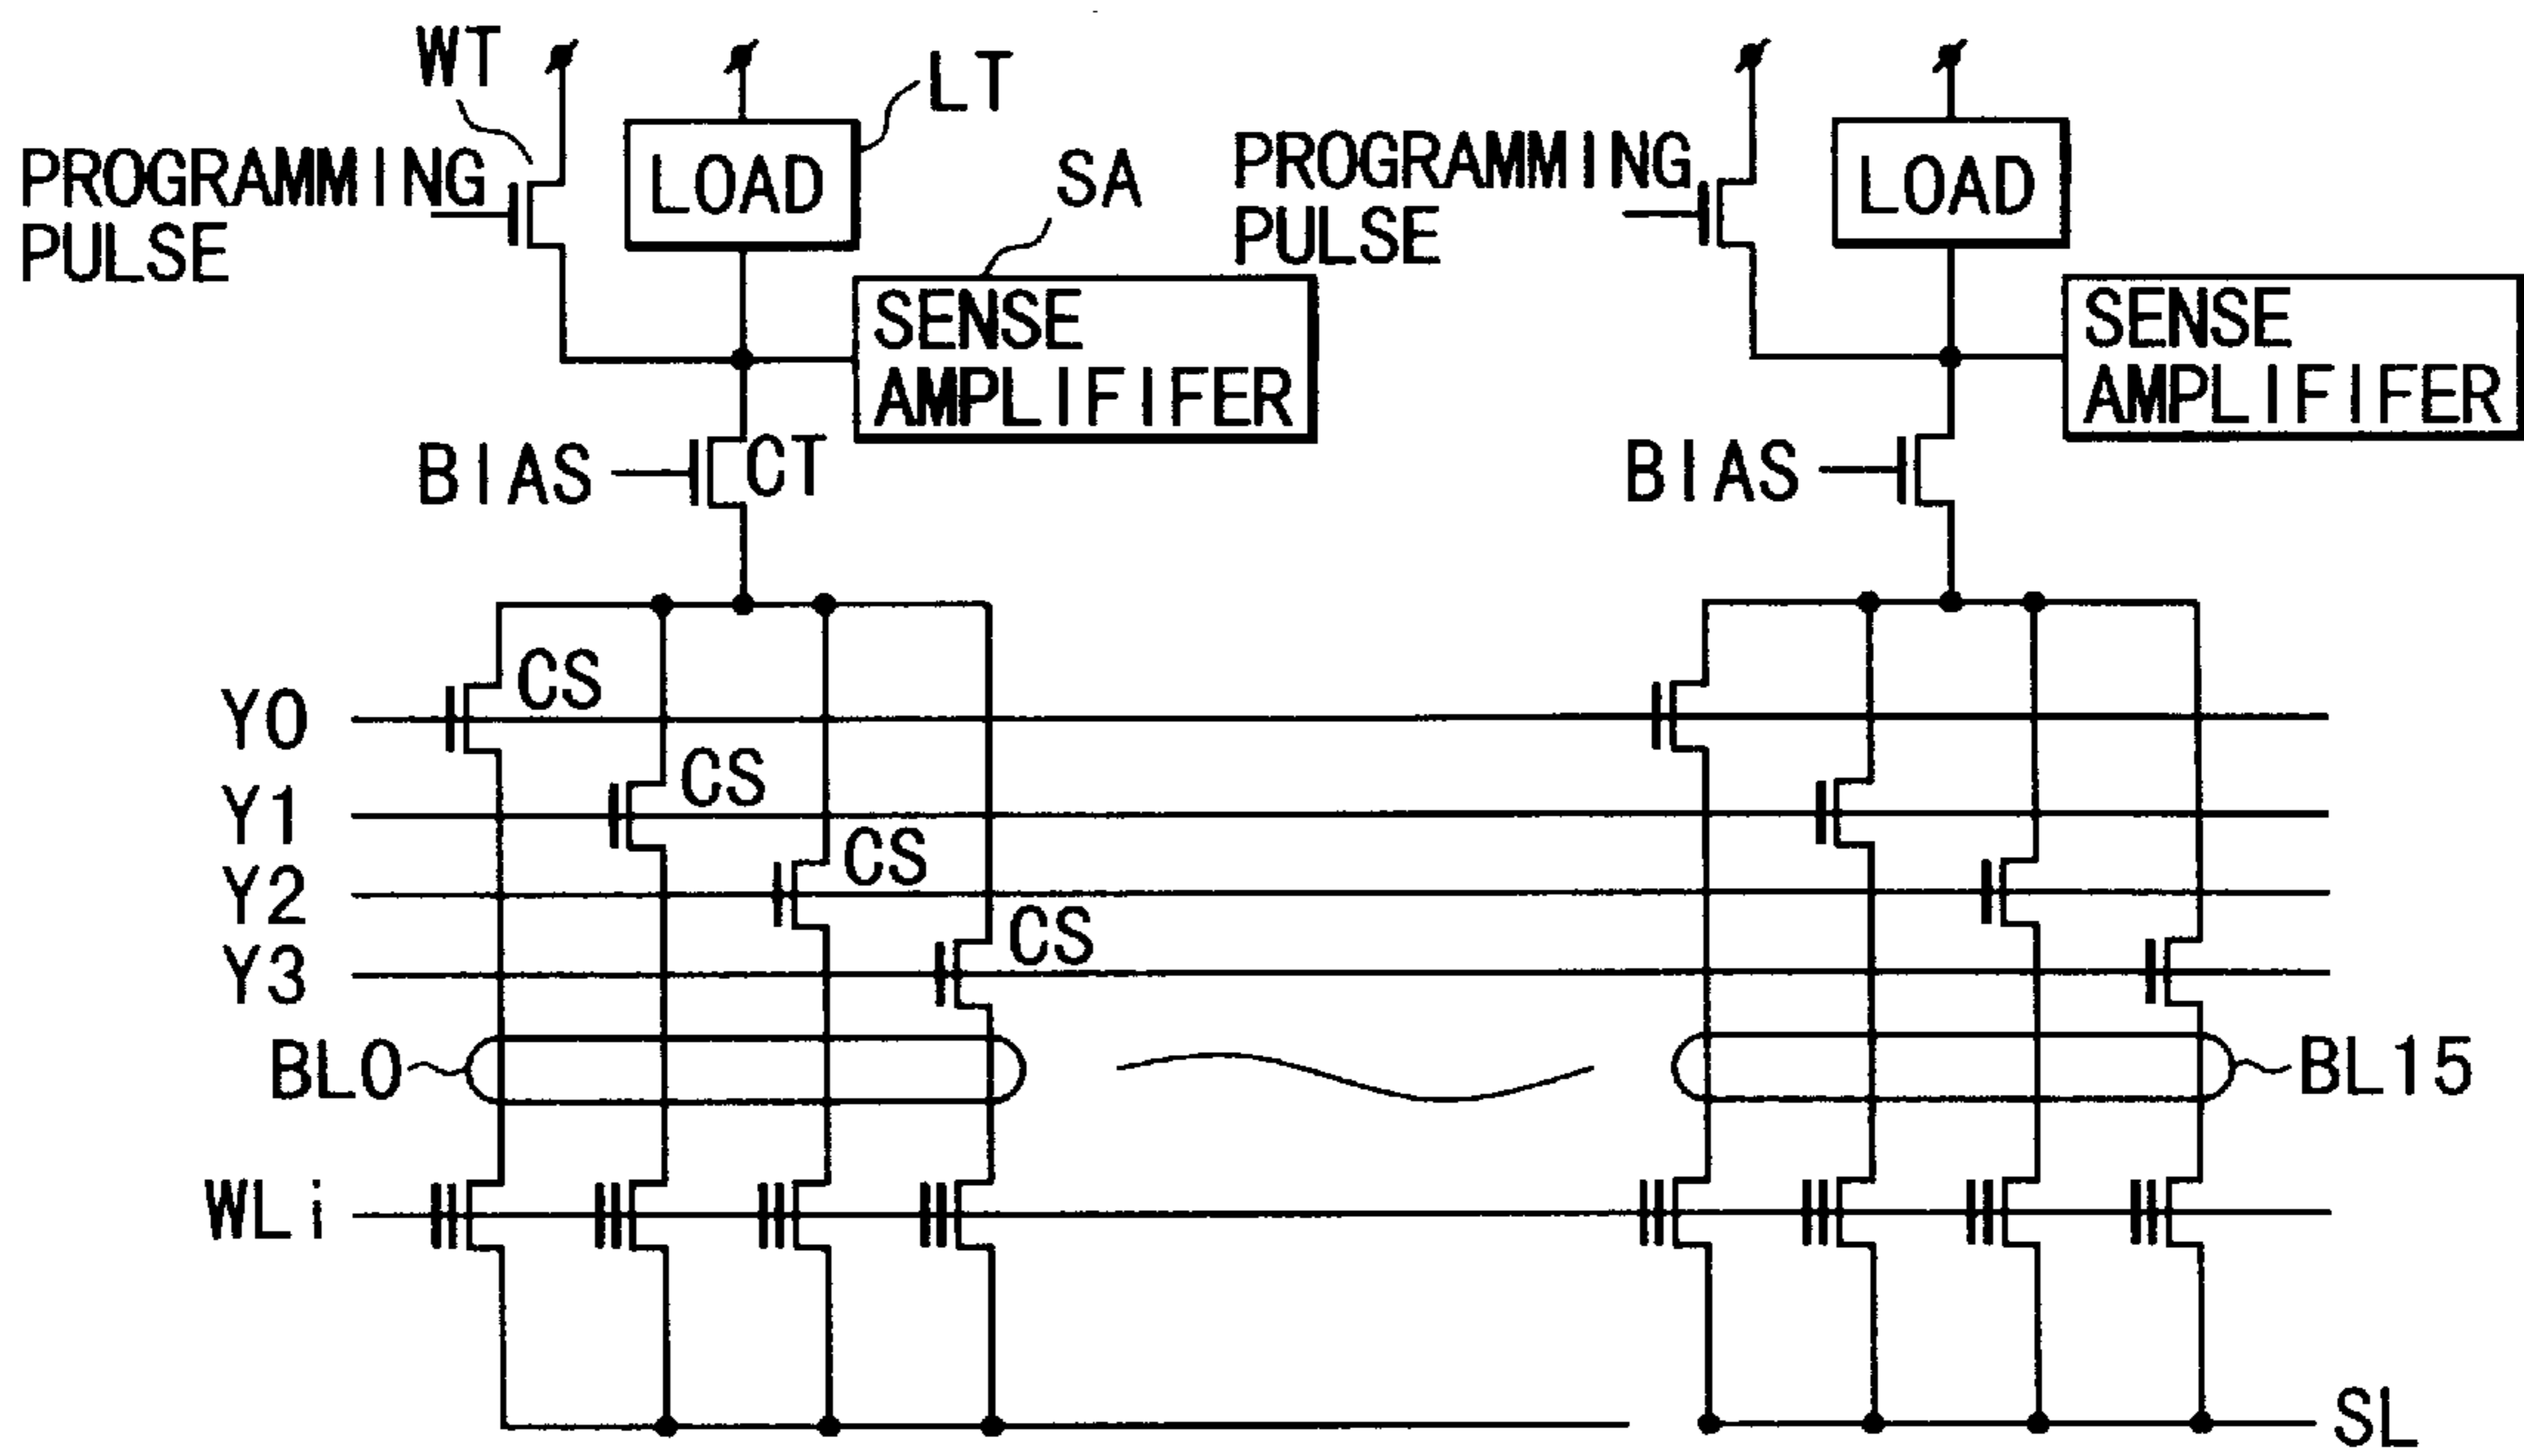 WT
LT
PROGRAMMING
PULSE
LOAD
SA
SENSE
AMPLIFIFER
PROGRAMMING
PULSE
LOAD
SENSE
AMPLIFIFER
BIAS
CT
BIAS
Y0
CS
Y1
CS
Y2
CS
Y3
CS
BL0
BL15
WLi
SL